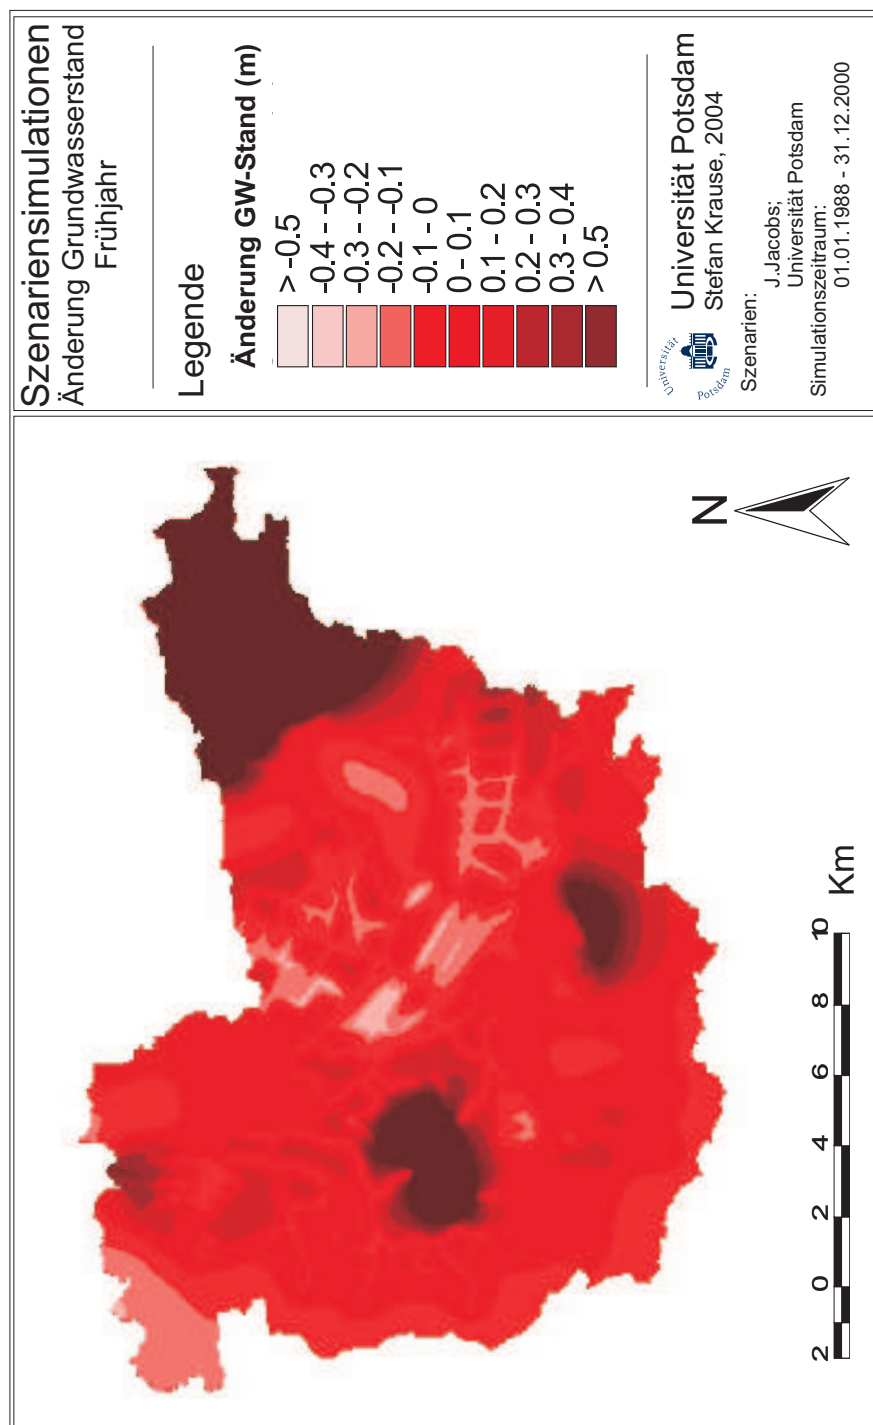 Szenariensimulationen
Änderung Grundwasserstand
Frühjahr
Legende
Änderung GW-Stand (m)
> -0.5
-0.4 - -0.3
-0.3 - -0.2
-0.2 - -0.1
-0.1 - 0
0 - 0.1
0.1 - 0.2
0.2 - 0.3
0.3 - 0.4
> 0.5
Universität
Potsdam
Universität Potsdam
Stefan Krause, 2004
Szenarien:
J.Jacobs;
Universität Potsdam
Simulationszeitraum:
01.01.1988 - 31.12.2000
N
2 0 2 4 6 8 10 Km